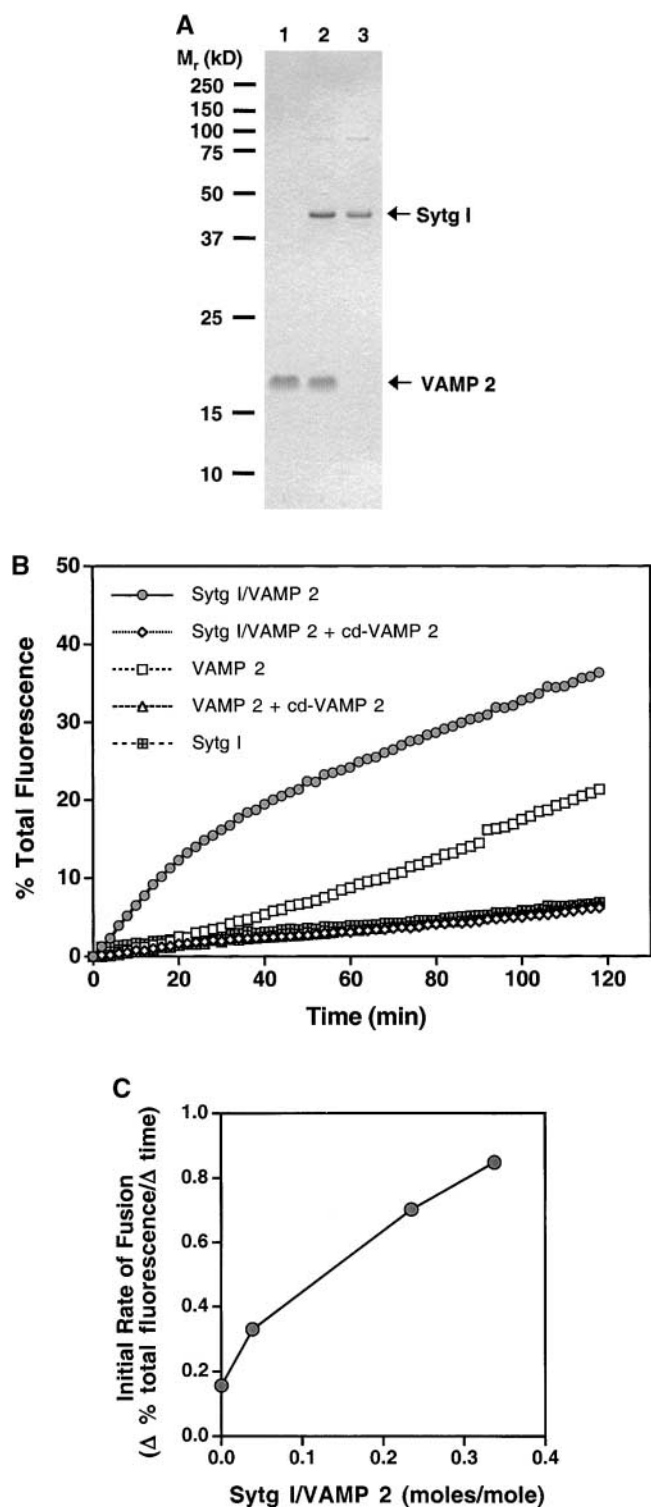 A
1 2 3
Mr (kD)
250
150
100
75
50
Sytg I
37
25
VAMP 2
15
10
B
50
Sytg I/VAMP 2
Sytg I/VAMP 2 + cd-VAMP 2
40
VAMP 2
VAMP 2 + cd-VAMP 2
30
Sytg I
20
10
0
% Total Fluorescence
0 20 40 60 80 100 120
Time (min)
C
1.0
0.8
0.6
0.4
0.2
0.0
Initial Rate of Fusion
(Δ % total fluorescence/Δ time)
0.0 0.1 0.2 0.3 0.4
Sytg I/VAMP 2 (moles/mole)